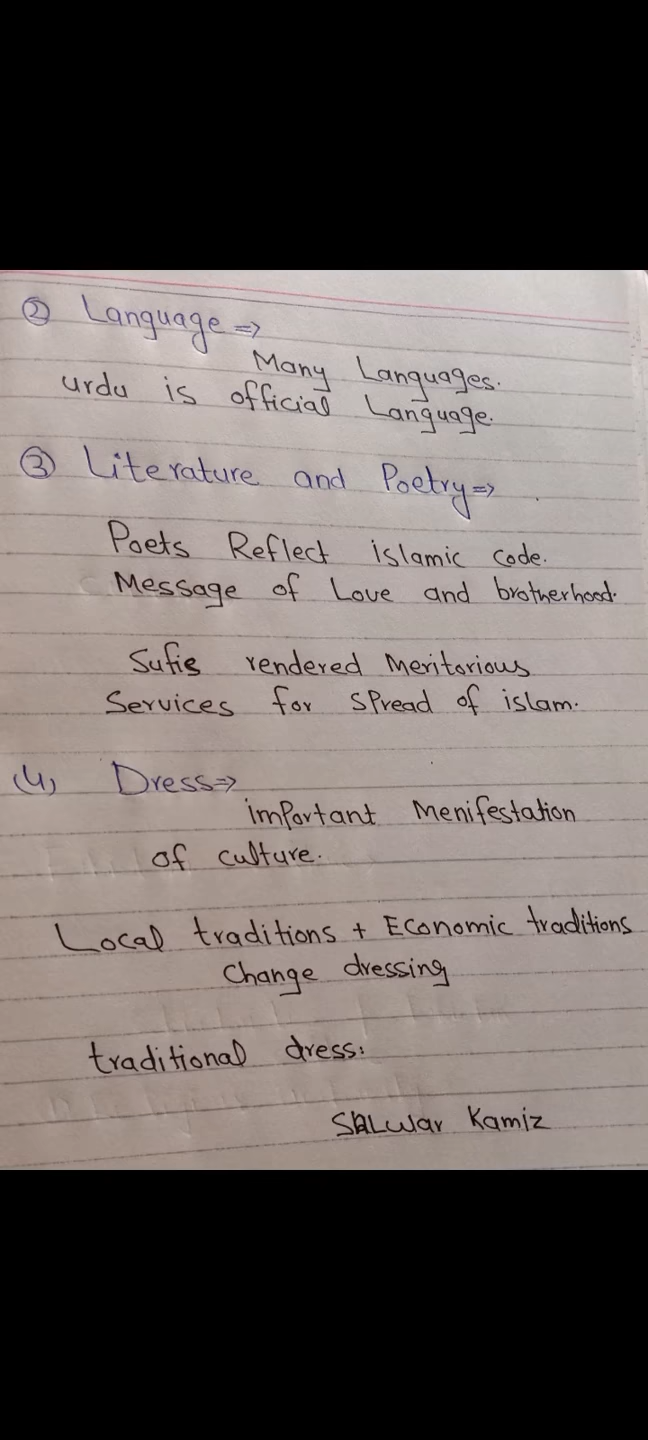 ② Language ⇒
Many Languages.
urdu is official Language.
③ Literature and Poetry ⇒
Poets Reflect islamic code.
Message of Love and brotherhood.
Sufis rendered Meritorious
Services for spread of islam.
(4) Dress ⇒
important Menifestation
of culture.
Local traditions + Economic traditions
Change dressing
traditional dress:
SALwar Kamiz